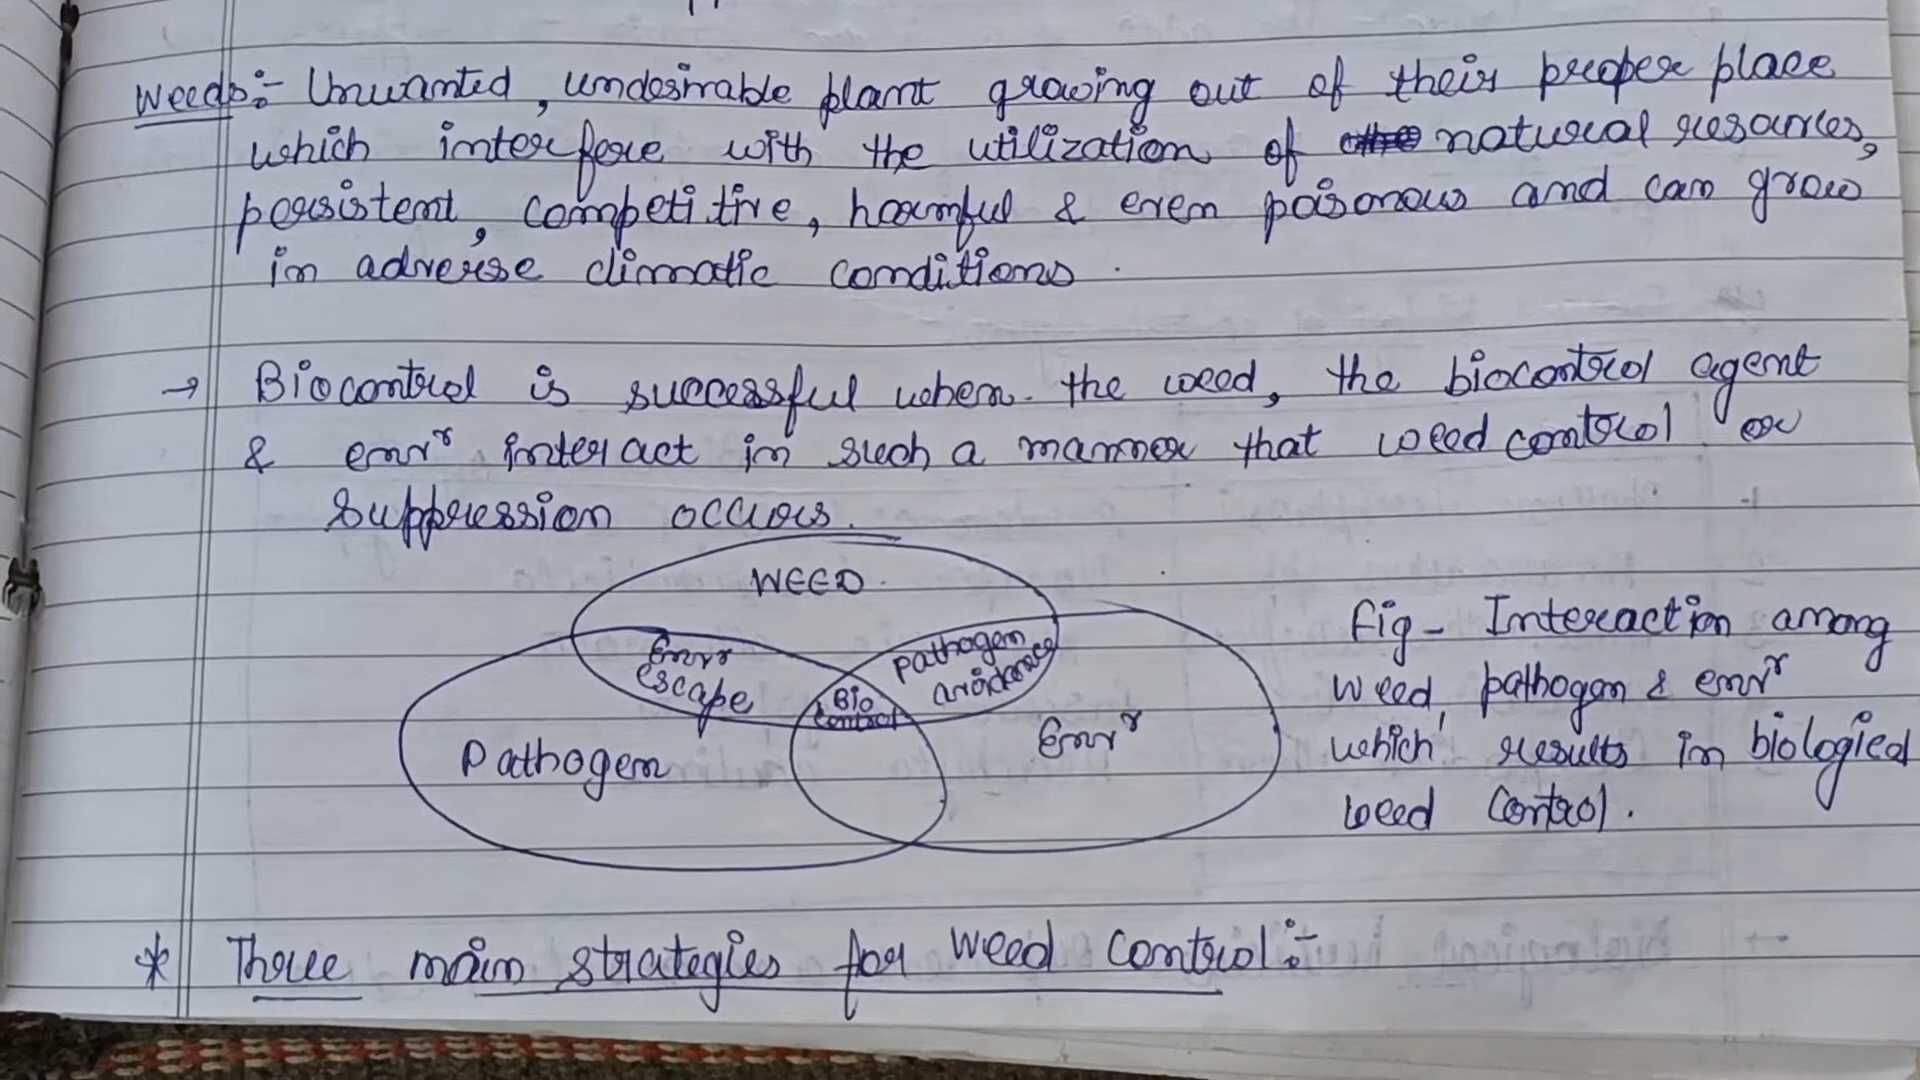 Weeds:- Unwanted, undesirable plant growing out of their proper place
which interfere with the utilization of natural resources,
persistent, competitive, harmful & even poisonous and can grow
in adverse climatic conditions.
→ Biocontrol is successful when the weed, the biocontrol agent
& envr interact in such a manner that weed control or
suppression occurs.
WEED
Envr
escape
Pathogen
avoidance
Bio
control
Pathogen
Envr
Fig - Interaction among
weed, pathogen & envr
which results in biological
weed control.
* Three main strategies for weed control:-